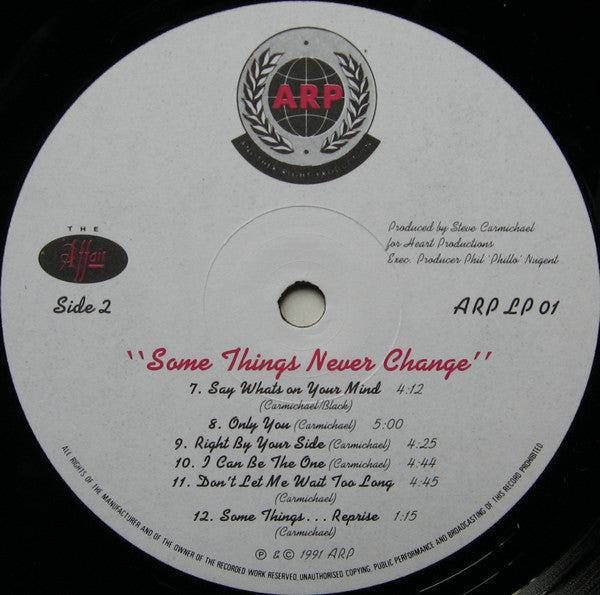 ARP
THE
Affair
Side 2
Produced by Steve Carmichael
for Heart Productions
Exec. Producer Phil 'Phillo' Nugent
ARP LP 01
"Some Things Never Change"
7. Say Whats on Your Mind 4:12
(Carmichael/Black)
8. Only You (Carmichael) 5:00
9. Right By Your Side (Carmichael) 4:25
10. I Can Be The One (Carmichael) 4:44
11. Don't Let Me Wait Too Long 4:45
(Carmichael)
12. Some Things... Reprise 1:15
(Carmichael)
℗ & © 1991 ARP
ALL RIGHTS OF THE MANUFACTURER AND OF THE OWNER OF THE RECORDED WORK RESERVED. UNAUTHORISED COPYING, PUBLIC PERFORMANCE AND BROADCASTING OF THIS RECORD PROHIBITED.